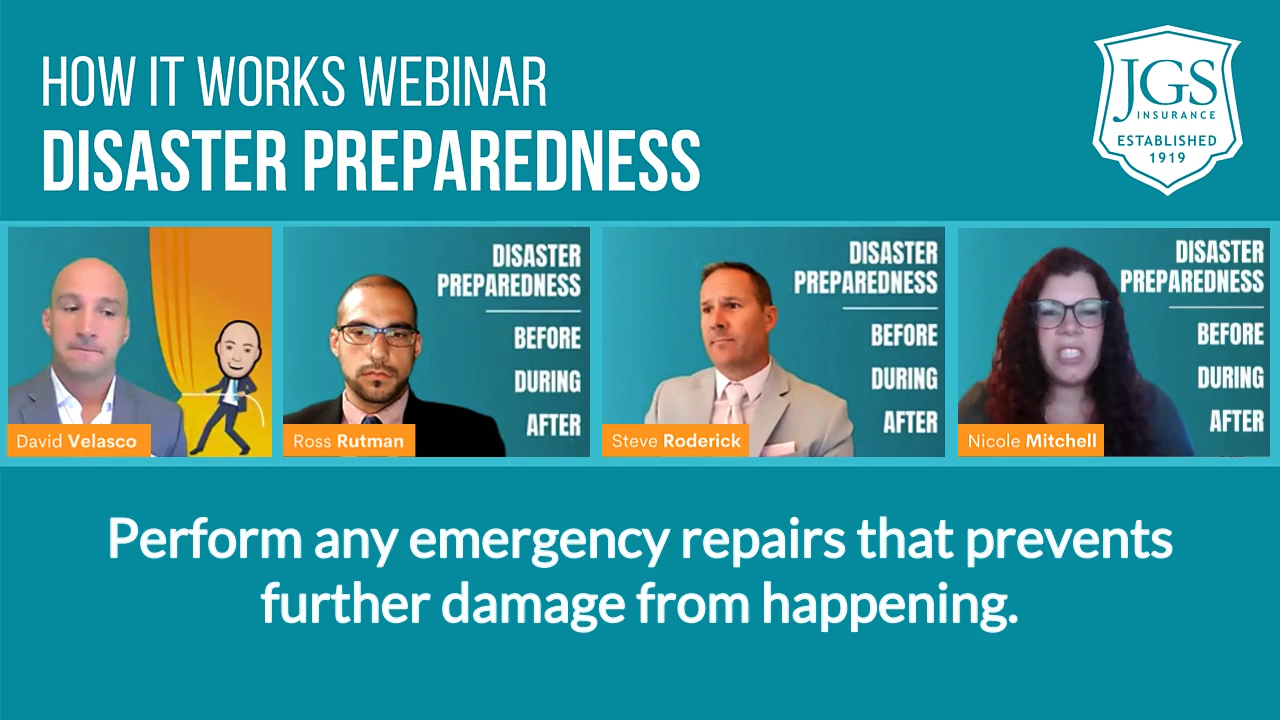 HOW IT WORKS WEBINAR
DISASTER PREPAREDNESS
JGS
INSURANCE
ESTABLISHED
1919
David Velasco
DISASTER
PREPAREDNESS
BEFORE
DURING
AFTER
Ross Rutman
DISASTER
PREPAREDNESS
BEFORE
DURING
AFTER
Steve Roderick
DISASTER
PREPAREDNESS
BEFORE
DURING
AFTER
Nicole Mitchell
Perform any emergency repairs that prevents
further damage from happening.